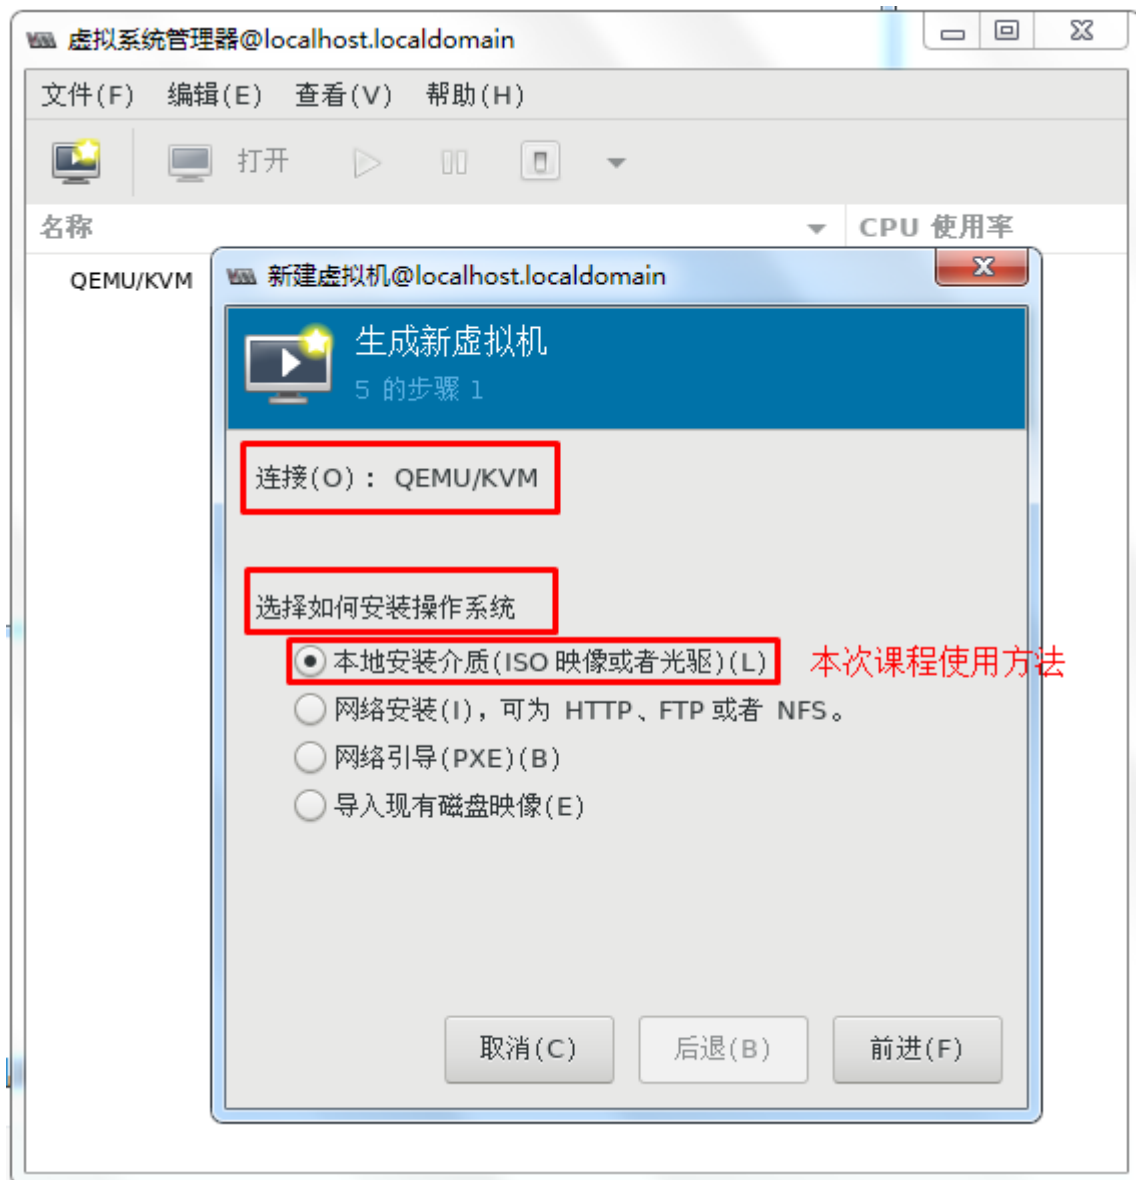 虚拟系统管理器@localhost.localdomain
文件(F) 编辑(E) 查看(V) 帮助(H)
打开
名称 CPU 使用率
QEMU/KVM
新建虚拟机@localhost.localdomain
生成新虚拟机
5 的步骤 1
连接(O)： QEMU/KVM
选择如何安装操作系统
本地安装介质(ISO 映像或者光驱)(L) 本次课程使用方法
网络安装(I)，可为 HTTP、FTP 或者 NFS。
网络引导(PXE)(B)
导入现有磁盘映像(E)
取消(C) 后退(B) 前进(F)